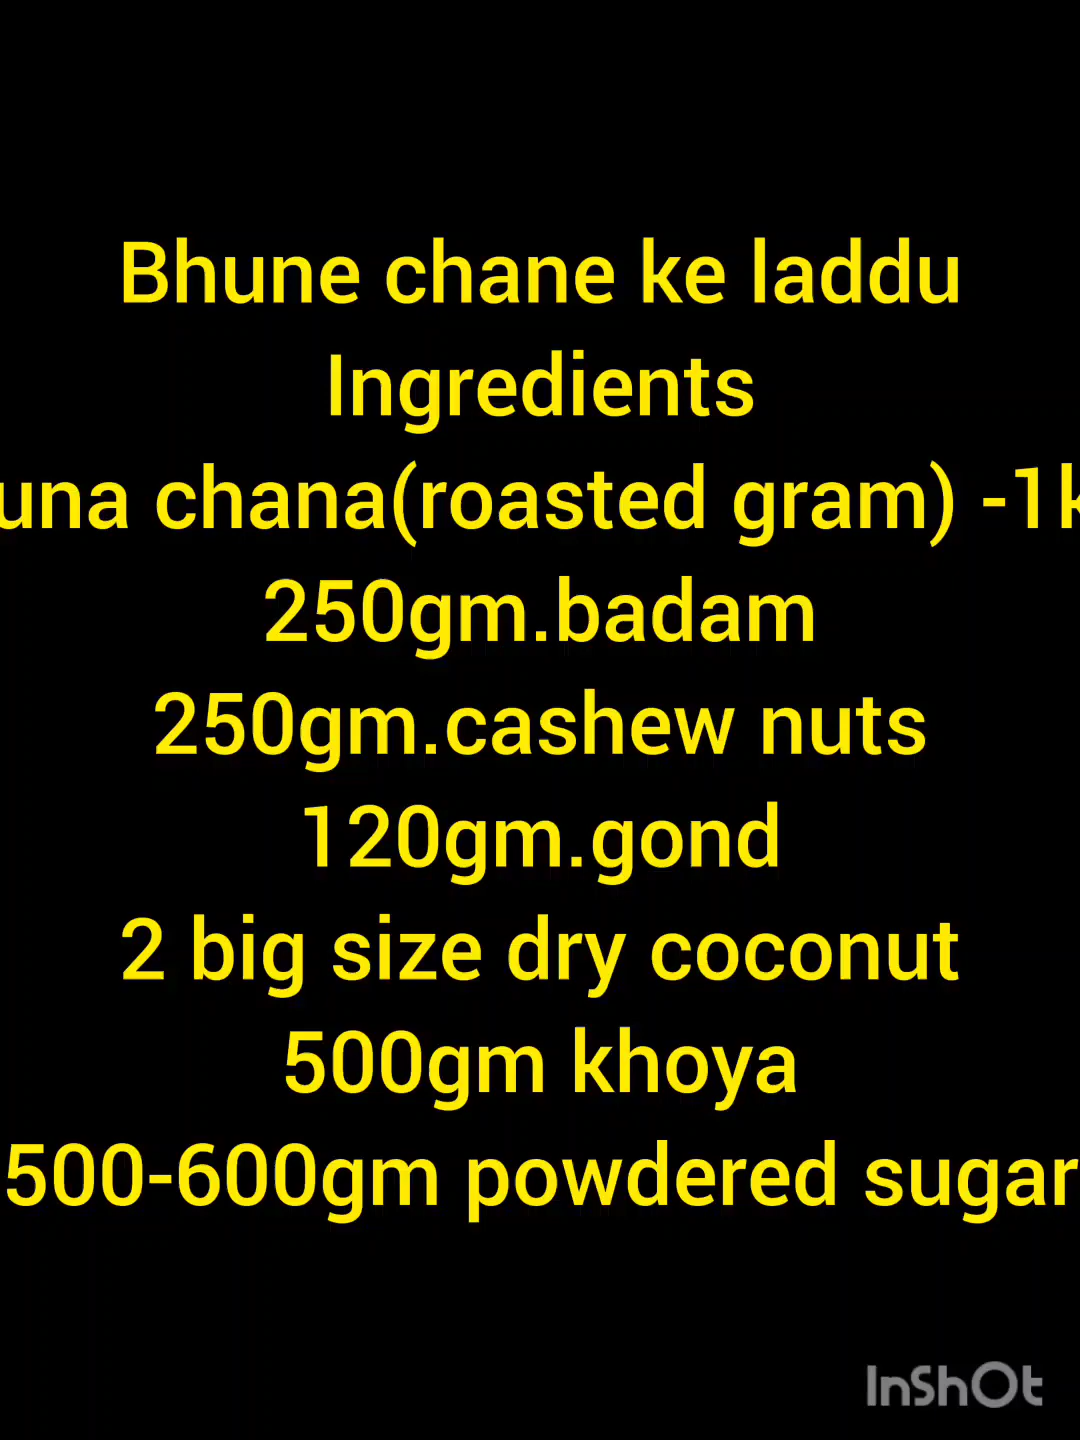 Bhune chane ke laddu
Ingredients
una chana(roasted gram) -1k
250gm.badam
250gm.cashew nuts
120gm.gond
2 big size dry coconut
500gm khoya
500-600gm powdered sugar
InShOt